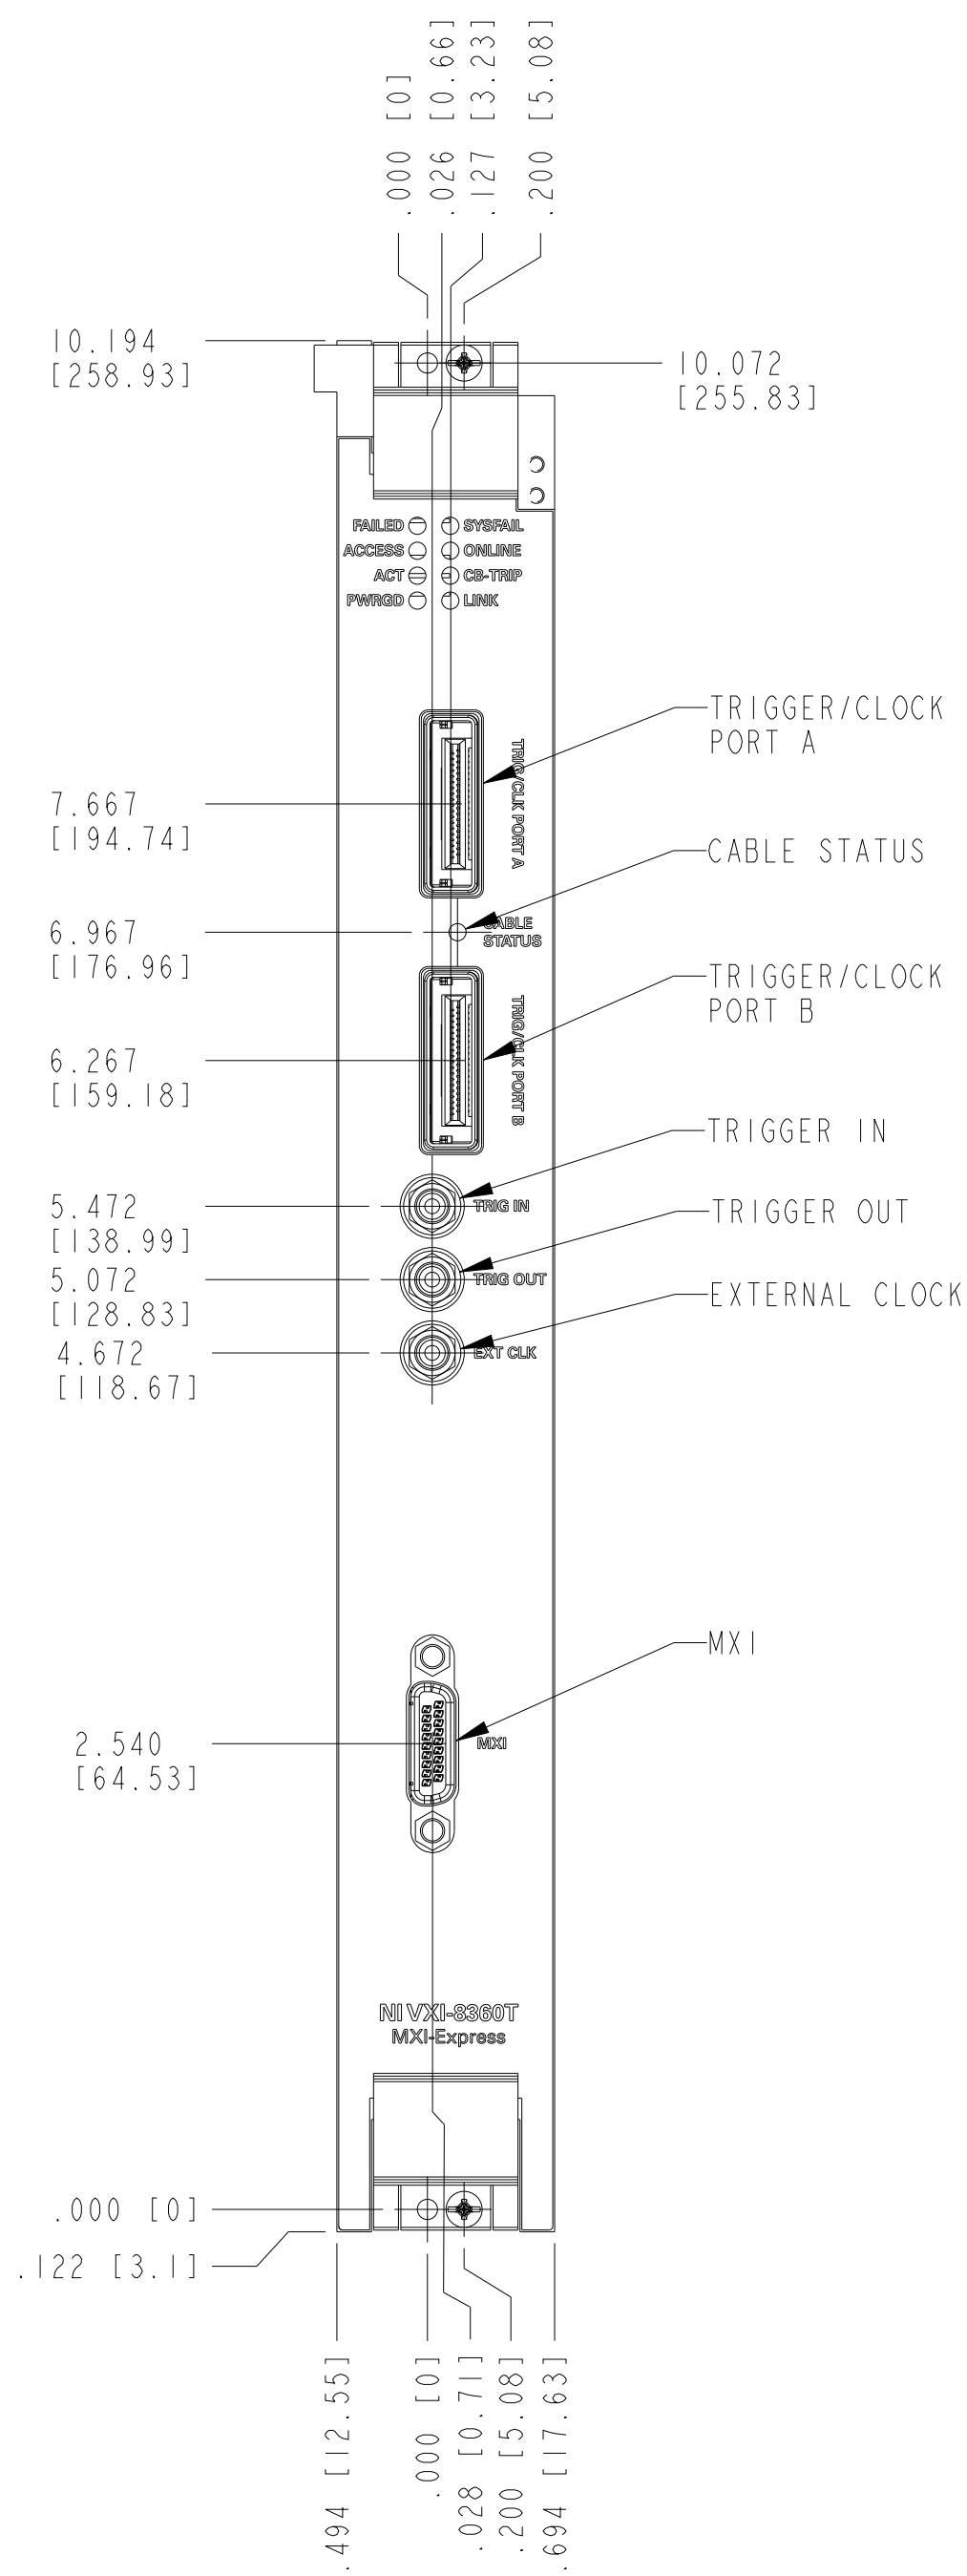 .000 [0]
.026 [0.66]
.127 [3.23]
.200 [5.08]
10.194
[258.93]
10.072
[255.83]
FAILED
SYSFAIL
ACCESS
ONLINE
ACT
CB-TRIP
PWRGD
LINK
TRIGGER/CLOCK
PORT A
TRIG/CLK PORT A
7.667
[194.74]
CABLE STATUS
6.967
[176.96]
CABLE
STATUS
TRIGGER/CLOCK
PORT B
TRIG/CLK PORT B
6.267
[159.18]
TRIGGER IN
5.472
[138.99]
TRIG IN
TRIGGER OUT
5.072
[128.83]
TRIG OUT
EXTERNAL CLOCK
4.672
[118.67]
EXT CLK
MXI
2.540
[64.53]
MXI
NI VXI-8360T
MXI-Express
.000 [0]
.122 [3.1]
.494 [12.55]
.000 [0]
.028 [0.71]
.200 [5.08]
.694 [17.63]